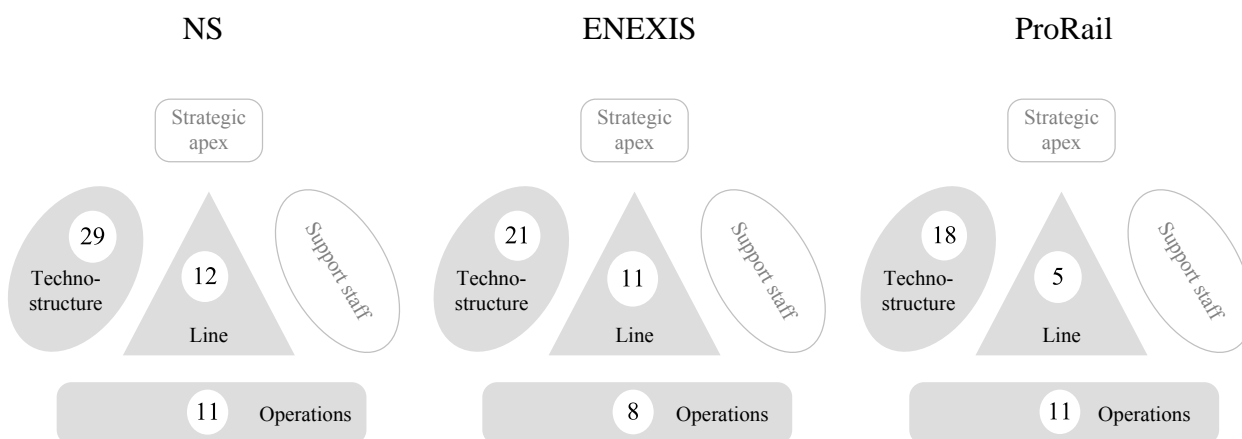 NS
Strategic
apex
29
Techno-
structure
12
Line
Support staff
11
Operations
ENEXIS
Strategic
apex
21
Techno-
structure
11
Line
Support staff
8
Operations
ProRail
Strategic
apex
18
Techno-
structure
5
Line
Support staff
11
Operations